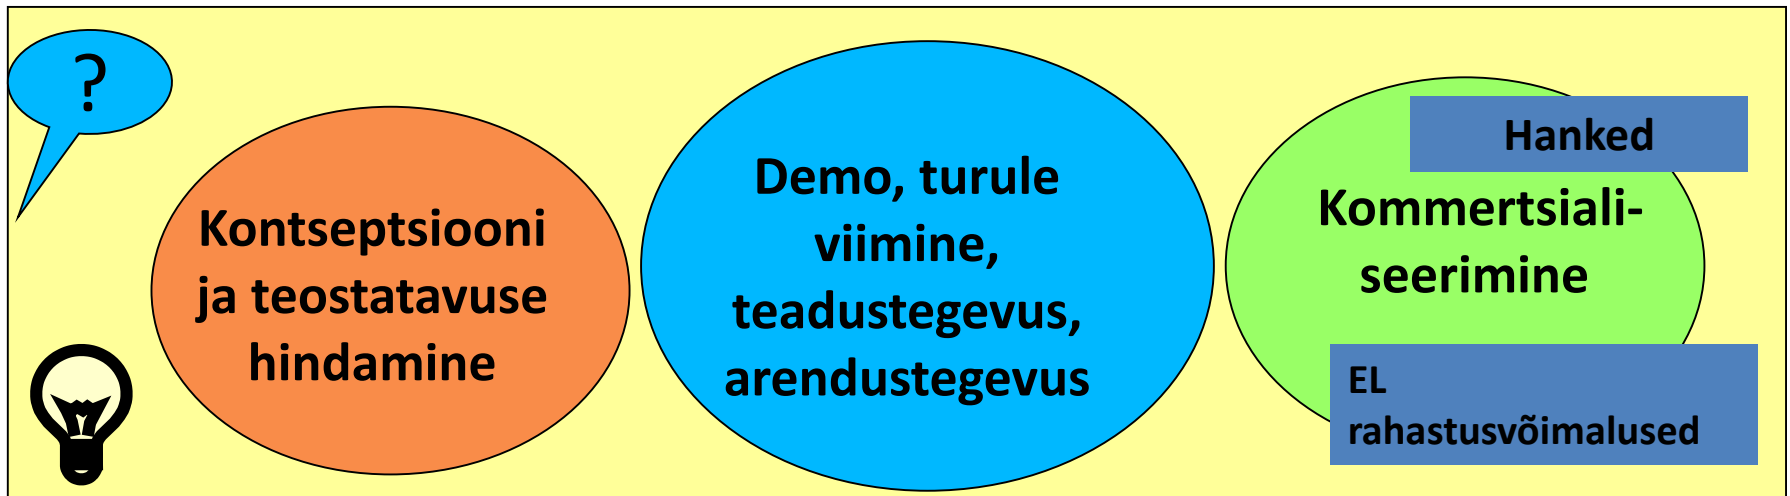 ?
Kontseptsiooni
ja teostatavuse
hindamine
Demo, turule
viimine,
teadustegevus,
arendustegevus
Hanked
Kommertsiali-
seerimine
EL
rahastusvõimalused